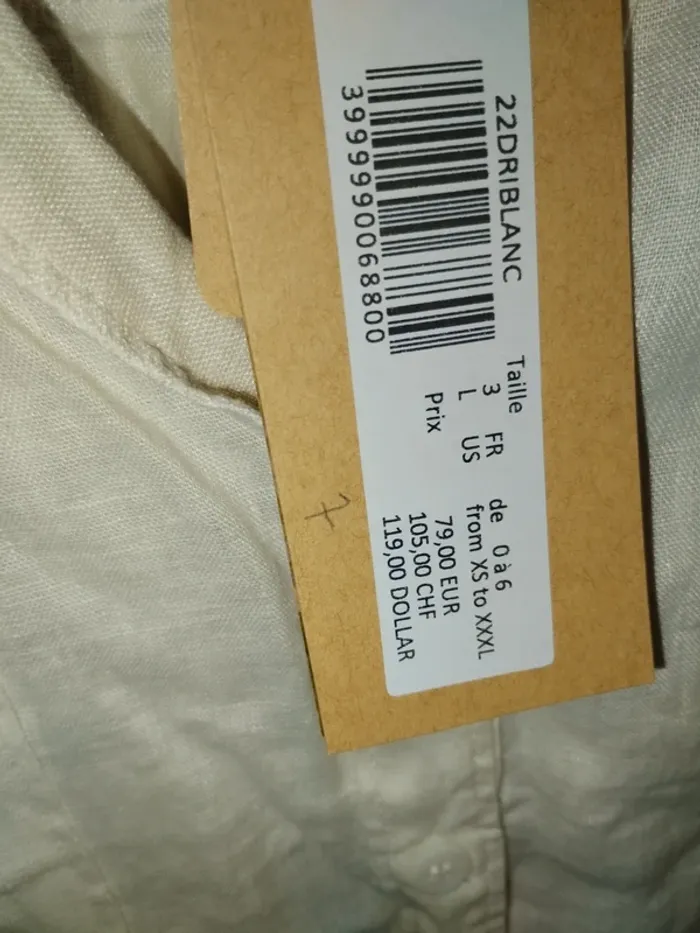 22DRIBLANC
3999990068800
Taille
3 FR de 0 à 6
L US from XS to XXXL
Prix 79,00 EUR
105,00 CHF
119,00 DOLLAR
7